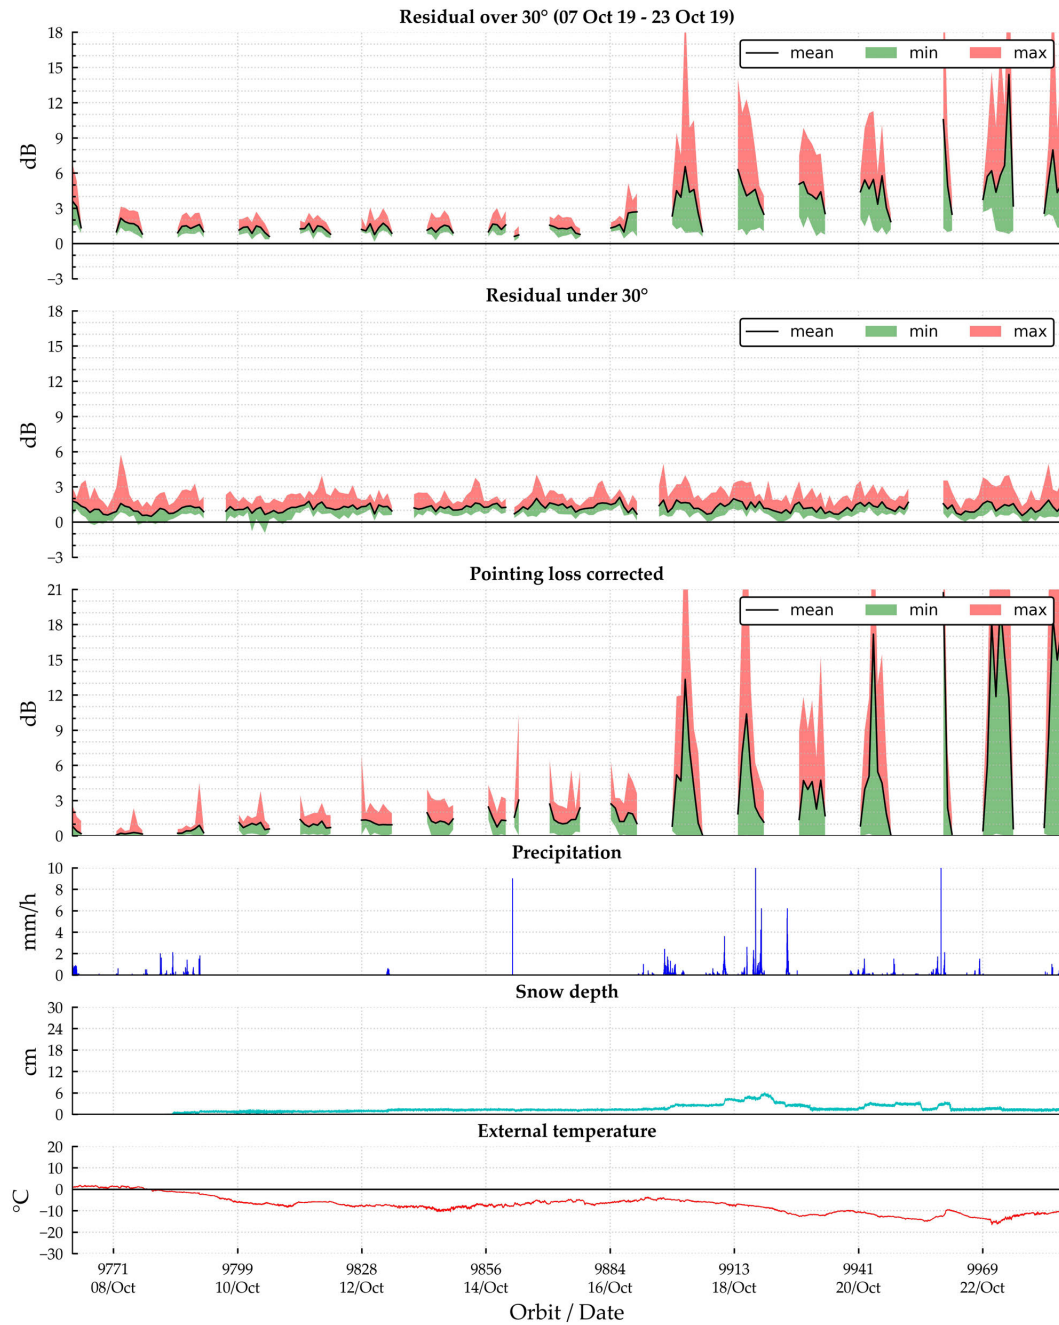 Residual over 30° (07 Oct 19 - 23 Oct 19)
18
15
12
9
6
3
0
−3
dB
mean min max
Residual under 30°
18
15
12
9
6
3
0
−3
dB
mean min max
Pointing loss corrected
21
18
15
12
9
6
3
0
dB
mean min max
Precipitation
10
8
6
4
2
0
mm/h
Snow depth
30
24
18
12
6
0
cm
External temperature
20
10
0
−10
−20
−30
°C
9771 9799 9828 9856 9884 9913 9941 9969
08/Oct 10/Oct 12/Oct 14/Oct 16/Oct 18/Oct 20/Oct 22/Oct
Orbit / Date